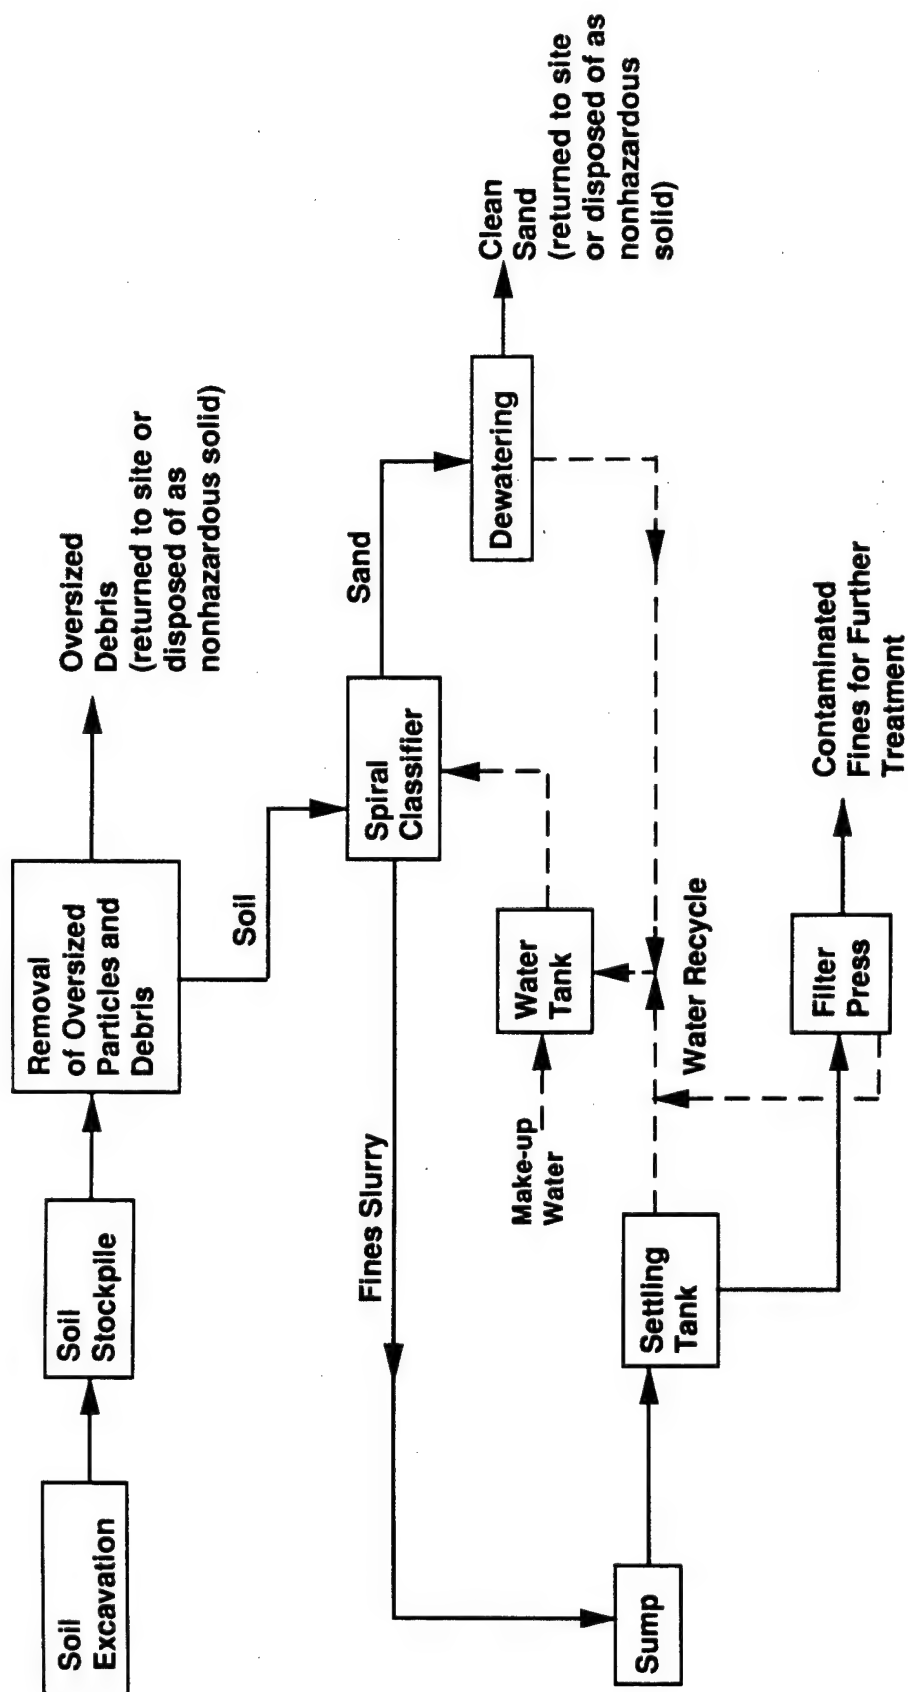 Soil
Excavation
Soil
Stockpile
Removal
of Oversized
Particles and
Debris
Oversized
Debris
(returned to site or
disposed of as
nonhazardous solid)
Soil
Spiral
Classifier
Sand
Dewatering
Clean
Sand
(returned to site
or disposed of as
nonhazardous
solid)
Fines Slurry
Make-up
Water
Water
Tank
Water Recycle
Sump
Settling
Tank
Filter
Press
Contaminated
Fines for Further
Treatment